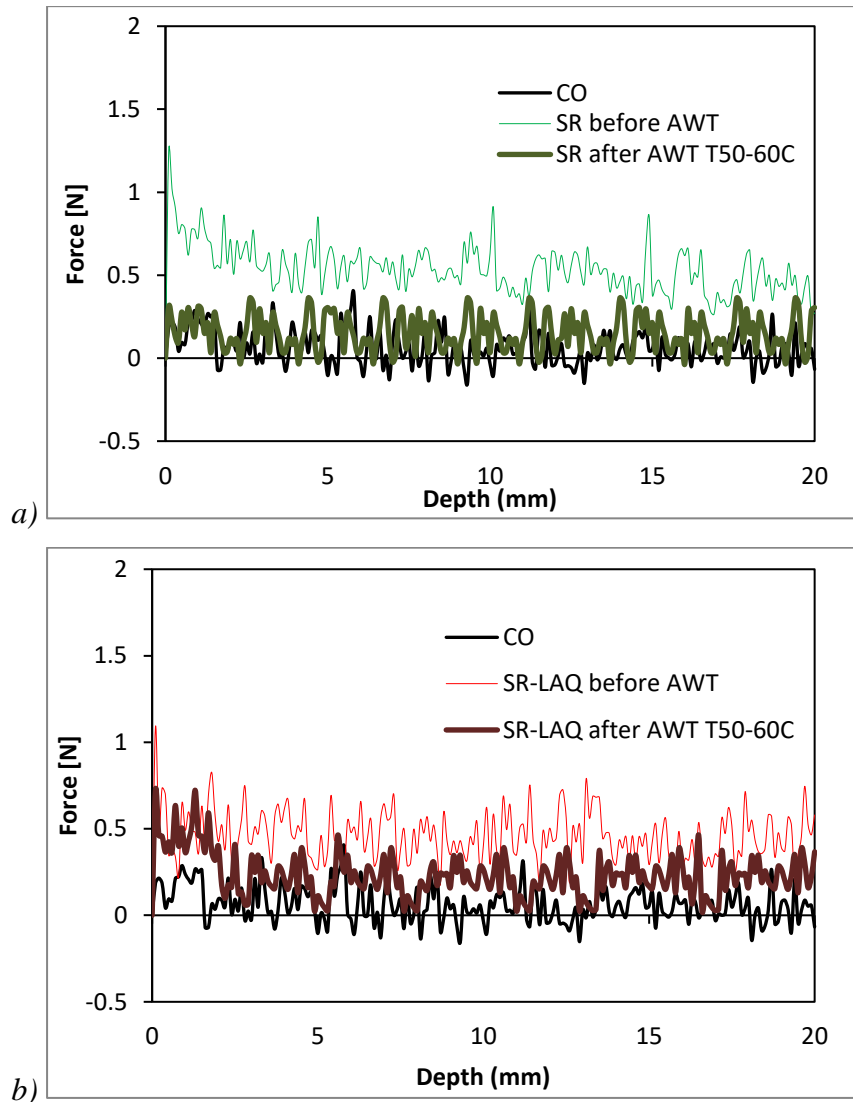 2
1.5
1
0.5
0
-0.5
Force [N]
CO
SR before AWT
SR after AWT T50-60C
0 5 10 15 20
Depth (mm)
a)
2
1.5
1
0.5
0
-0.5
Force [N]
CO
SR-LAQ before AWT
SR-LAQ after AWT T50-60C
0 5 10 15 20
Depth (mm)
b)